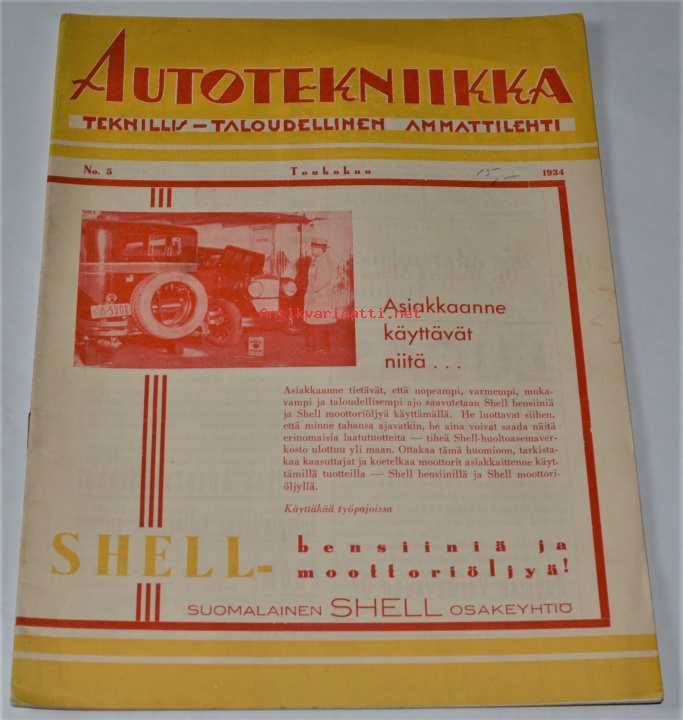 AUTOTEKNIIKKA
TEKNILLIS – TALOUDELLINEN AMMATTILEHTI
No. 5 Toukokuu 15,– 1934
Antikvariaatti.net
Asiakkaanne
käyttävät
niitä . . .
Asiakkaanne tietävät, että nopeampi, varmempi, muka-
vampi ja taloudellisempi ajo saavutetaan Shell bensiiniä
ja Shell moottoriöljyä käyttämällä. He luottavat siihen,
että minne tahansa ajavatkin, he aina voivat saada näitä
erinomaisia laatutuotteita — tiheä Shell-huoltoasemaver-
kosto ulottuu yli maan. Ottakaa tämä huomioon, tarkista-
kaa kaasuttajat ja koetelkaa moottorit asiakkaittenne käyt-
tämillä tuotteilla — Shell bensiinillä ja Shell moottori-
öljyllä.
Käyttäkää työpajoissa
SHELL- bensiiniä ja
moottoriöljyä!
SUOMALAINEN SHELL OSAKEYHTIÖ